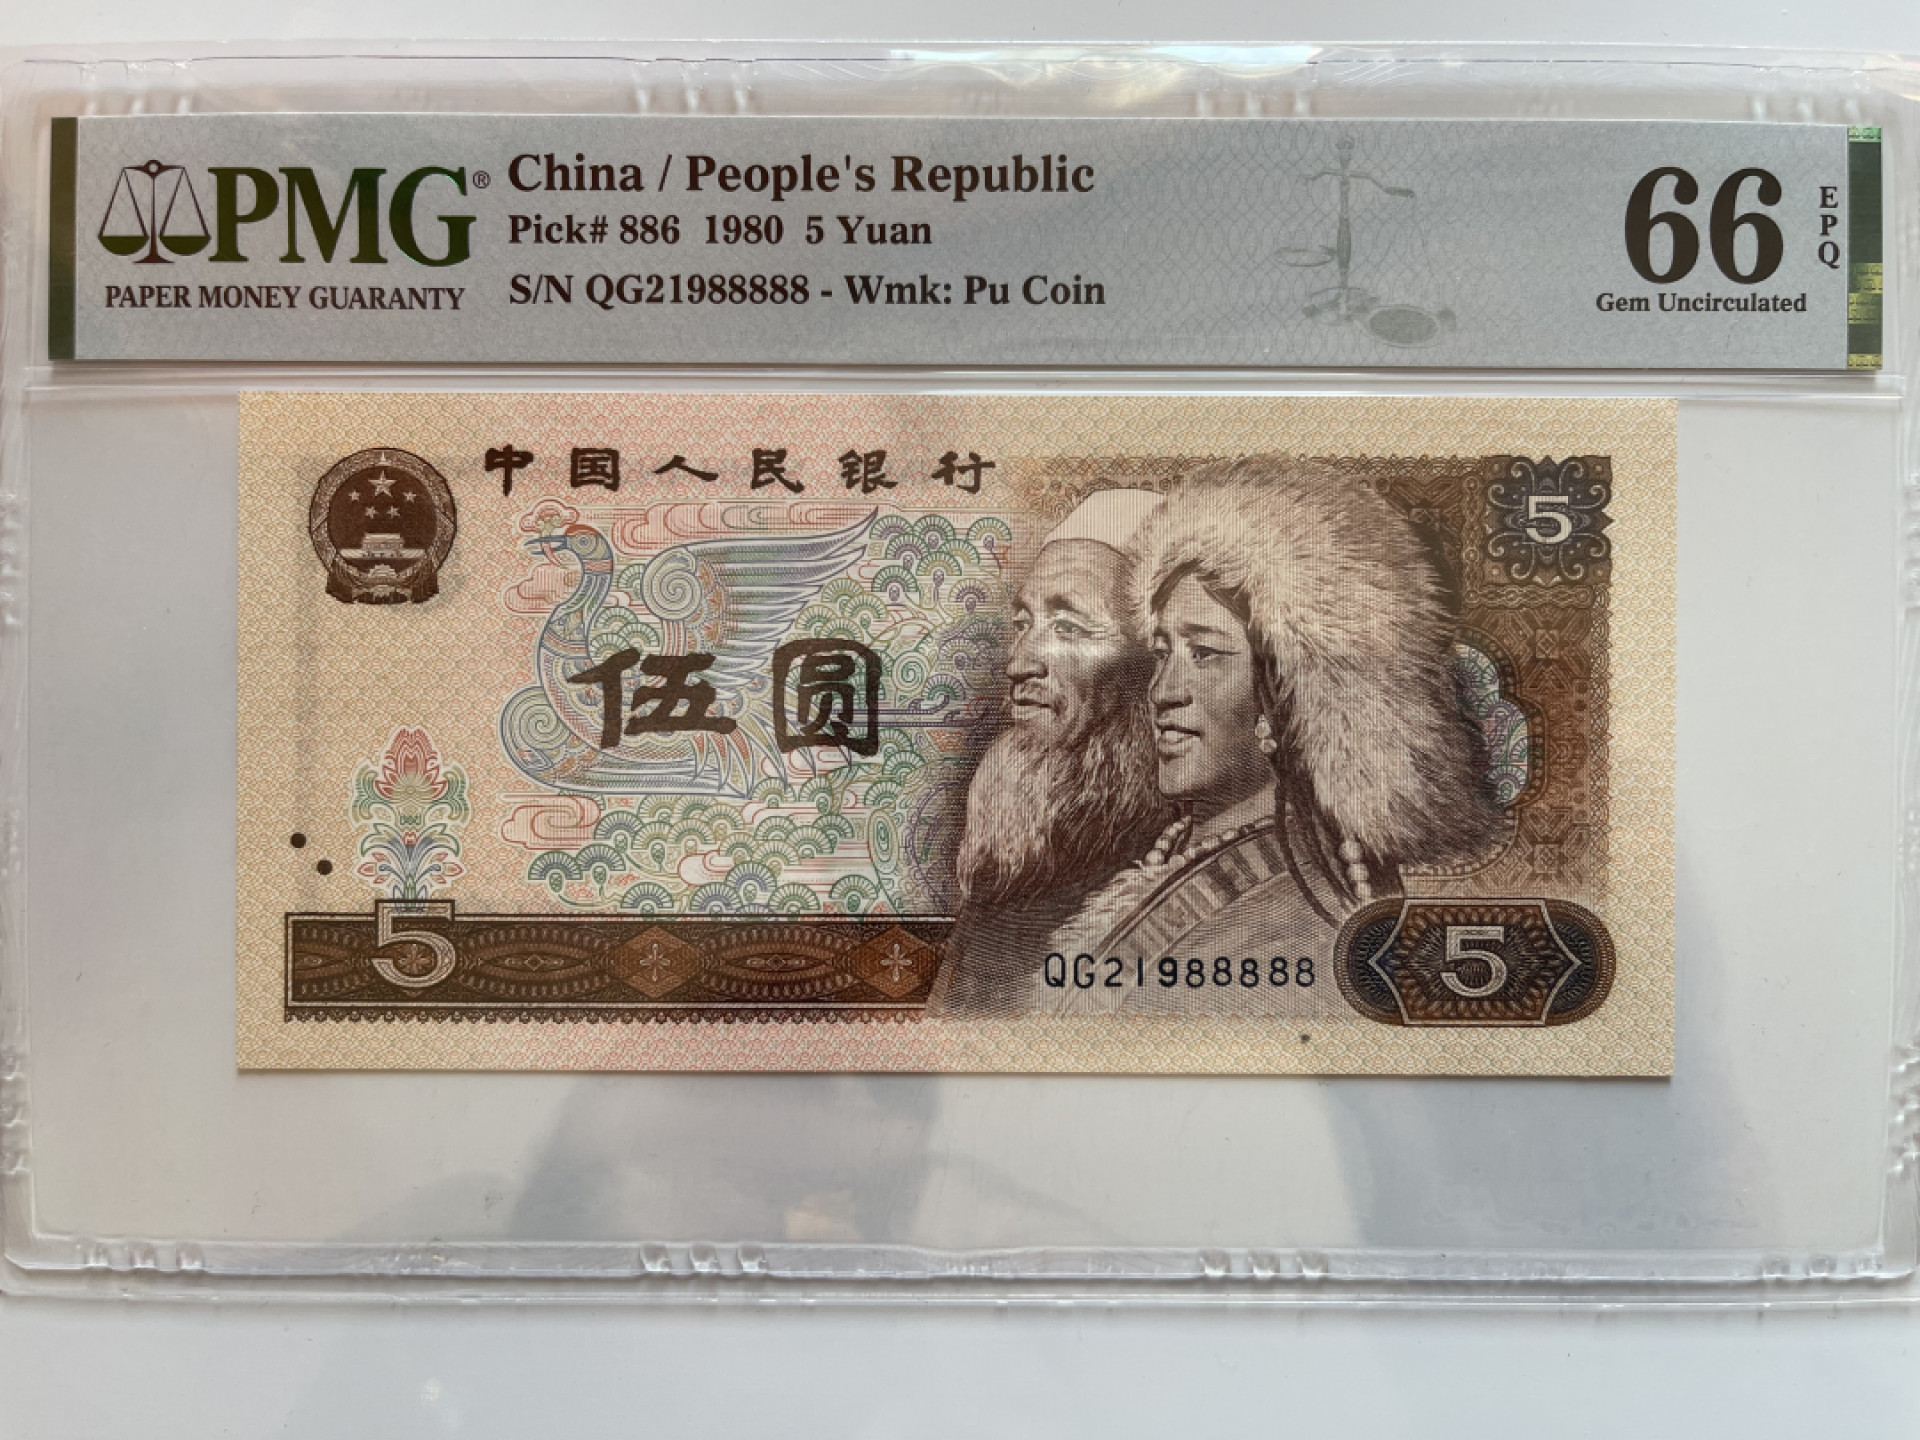 PMG®
PAPER MONEY GUARANTY
China / People's Republic
Pick# 886 1980 5 Yuan
S/N QG21988888 - Wmk: Pu Coin
66
EPQ
Gem Uncirculated
中国人民银行
5
伍圆
5
QG21988888
5